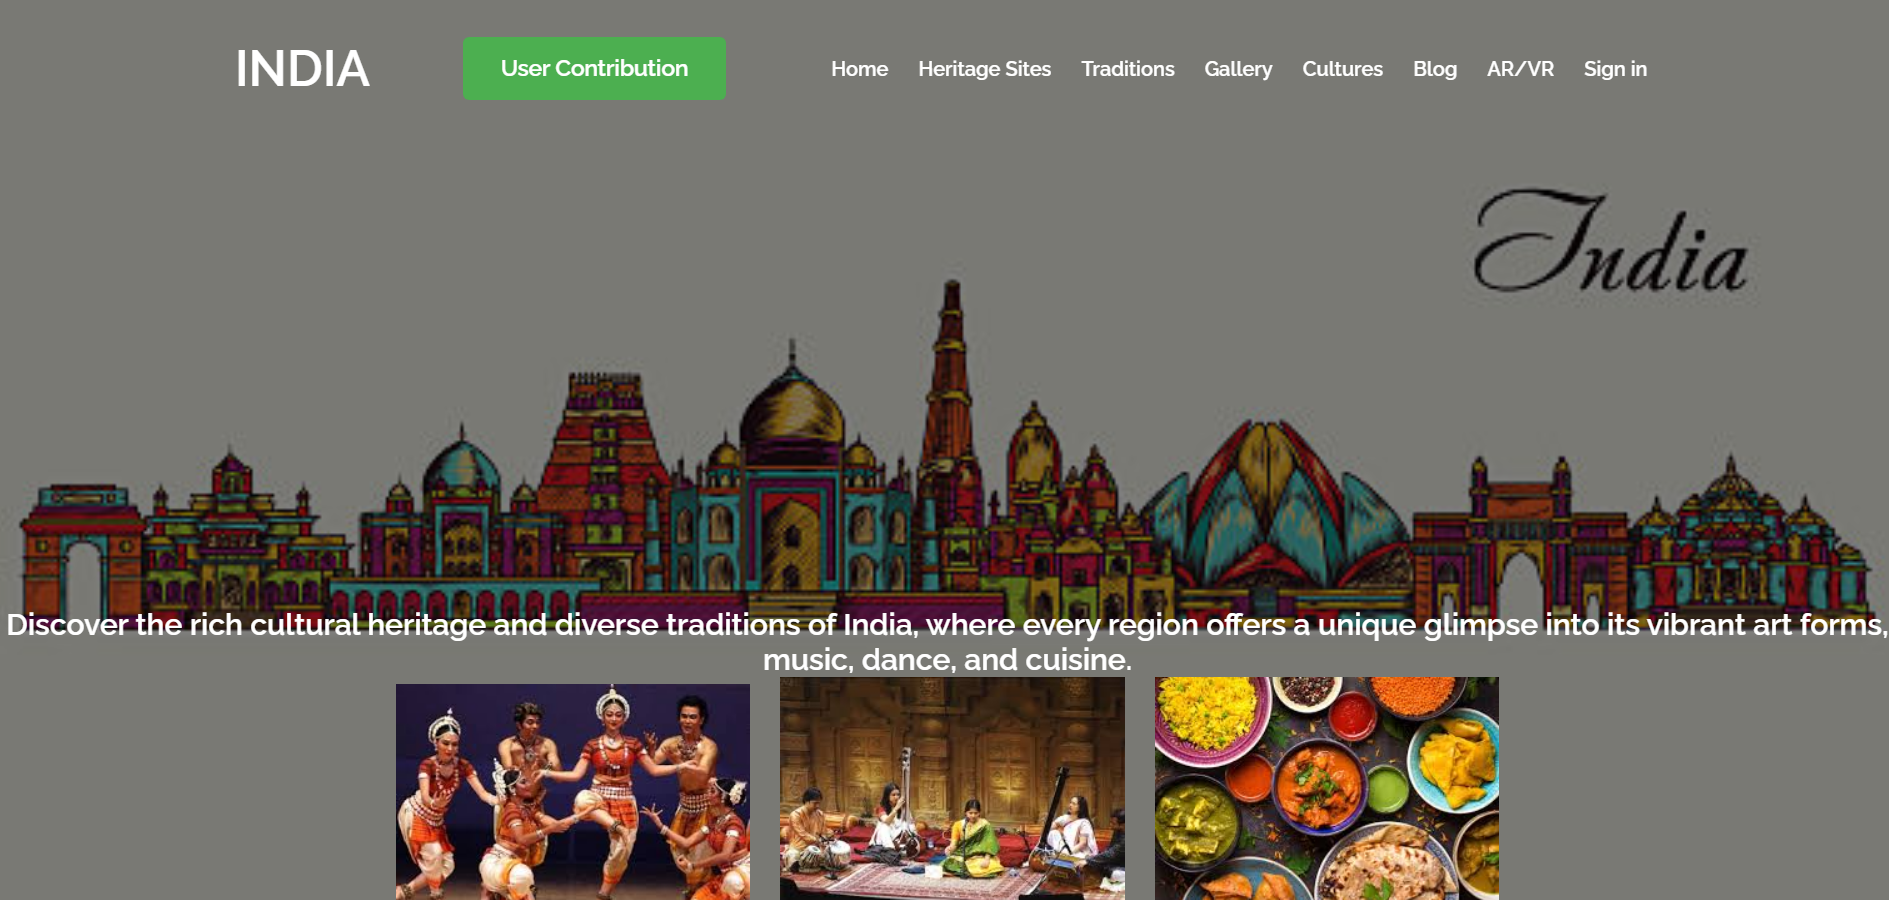 INDIA
User Contribution
Home
Heritage Sites
Traditions
Gallery
Cultures
Blog
AR/VR
Sign in
India
Discover the rich cultural heritage and diverse traditions of India, where every region offers a unique glimpse into its vibrant art forms,
music, dance, and cuisine.